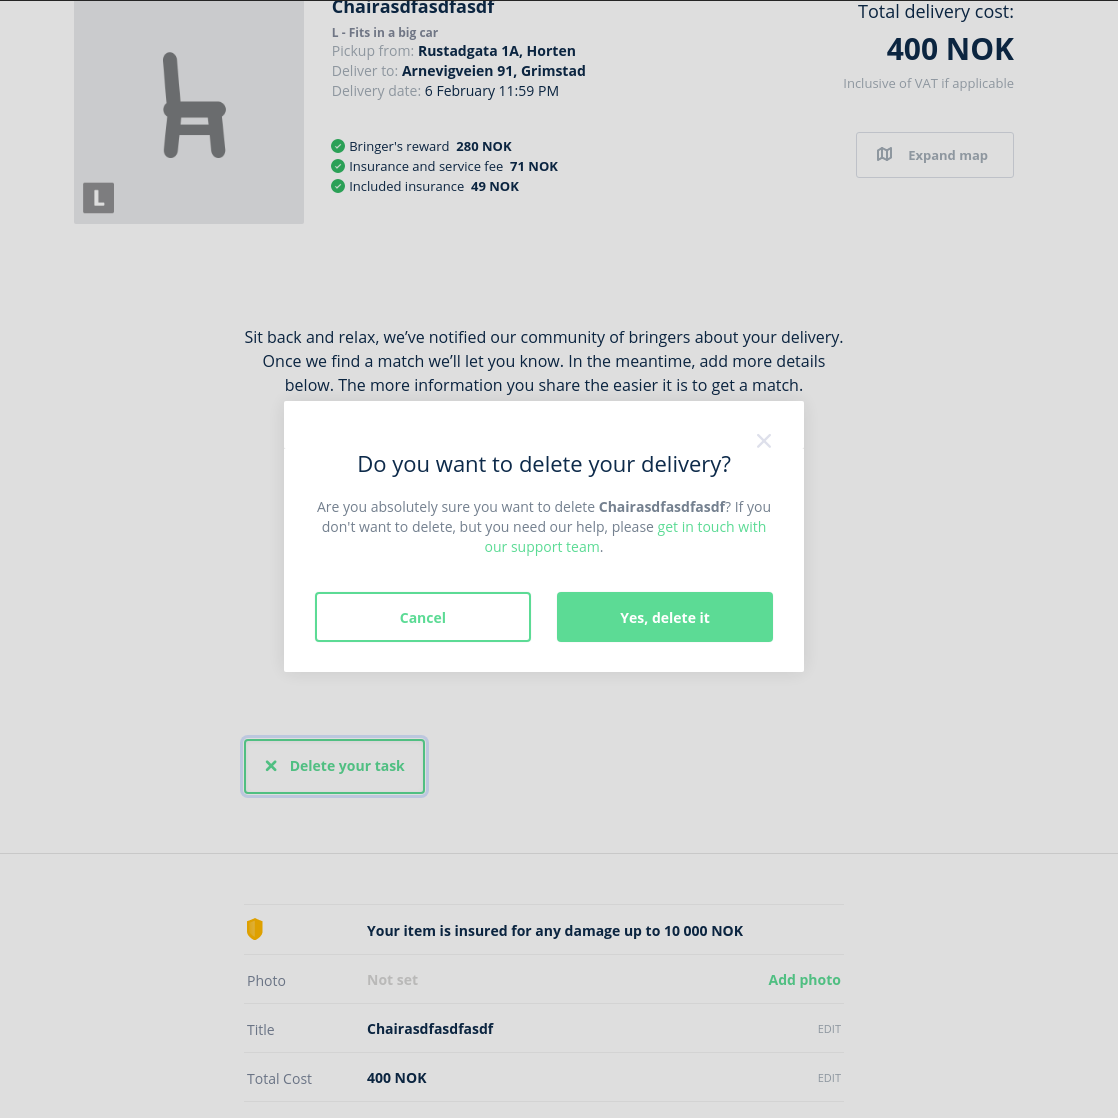 Chairasdfasdfasdf
L - Fits in a big car
Pickup from: Rustadgata 1A, Horten
Deliver to: Arnevigveien 91, Grimstad
Delivery date: 6 February 11:59 PM
Bringer's reward 280 NOK
Insurance and service fee 71 NOK
Included insurance 49 NOK
L
Total delivery cost:
400 NOK
Inclusive of VAT if applicable
Expand map
Sit back and relax, we’ve notified our community of bringers about your delivery.
Once we find a match we’ll let you know. In the meantime, add more details
below. The more information you share the easier it is to get a match.
Do you want to delete your delivery?
Are you absolutely sure you want to delete Chairasdfasdfasdf? If you
don't want to delete, but you need our help, please get in touch with
our support team.
Cancel
Yes, delete it
Delete your task
Your item is insured for any damage up to 10 000 NOK
Photo
Not set
Add photo
Title
Chairasdfasdfasdf
EDIT
Total Cost
400 NOK
EDIT